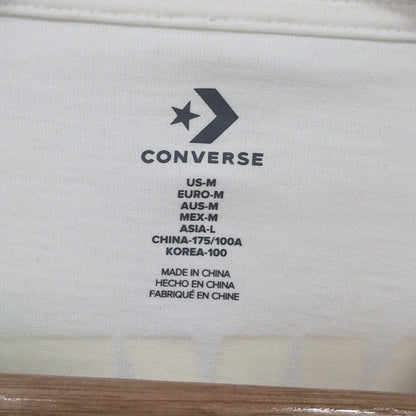 CONVERSE
US-M
EURO-M
AUS-M
MEX-M
ASIA-L
CHINA-175/100A
KOREA-100
MADE IN CHINA
HECHO EN CHINA
FABRIQUÉ EN CHINE